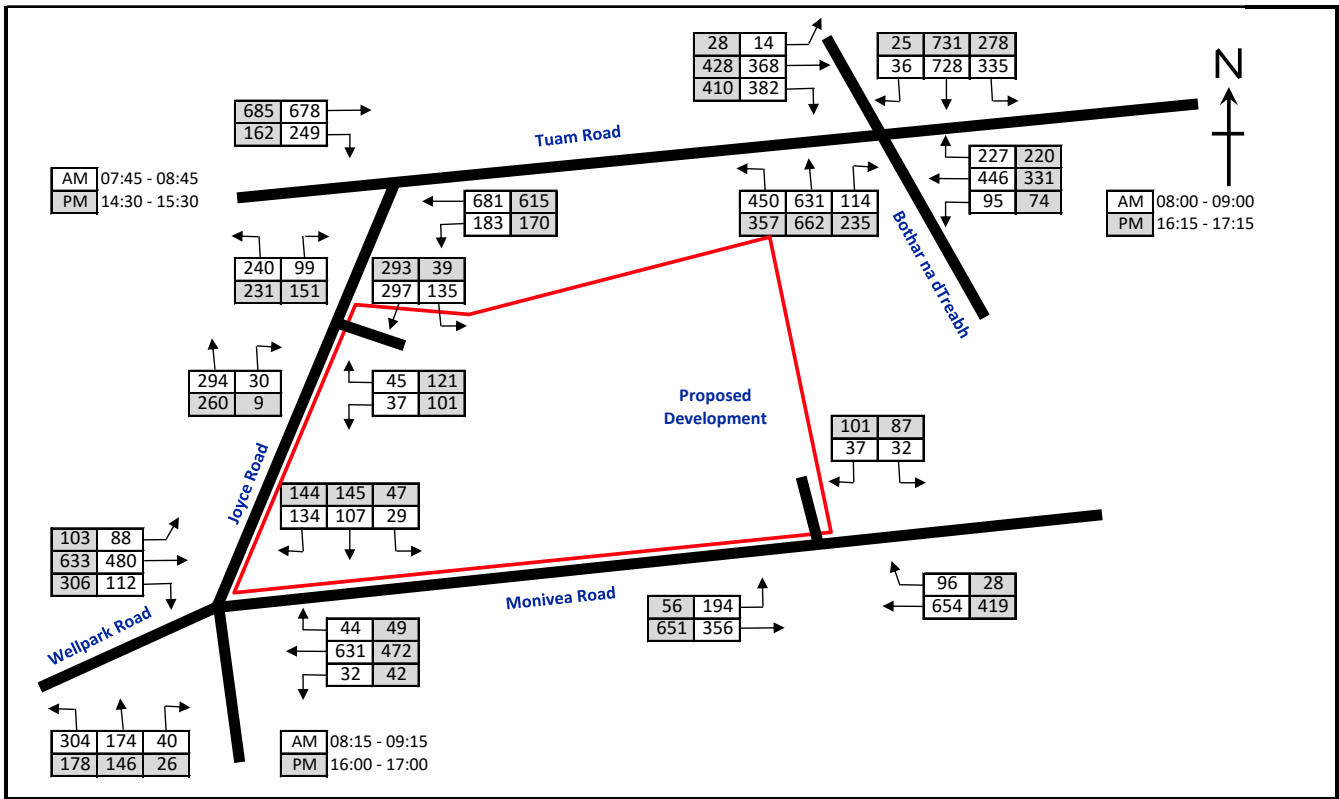 28 14
428 368
410 382
25 731 278
36 728 335
N
685 678
162 249
Tuam Road
AM 07:45 - 08:45
PM 14:30 - 15:30
681 615
183 170
450 631 114
357 662 235
227 220
446 331
95 74
AM 08:00 - 09:00
PM 16:15 - 17:15
Bothar na dTreabh
240 99
231 151
293 39
297 135
294 30
260 9
45 121
37 101
Proposed
Development
101 87
37 32
Joyce Road
144 145 47
134 107 29
103 88
633 480
306 112
Monivea Road
56 194
651 356
96 28
654 419
Wellpark Road
44 49
631 472
32 42
304 174 40
178 146 26
AM 08:15 - 09:15
PM 16:00 - 17:00